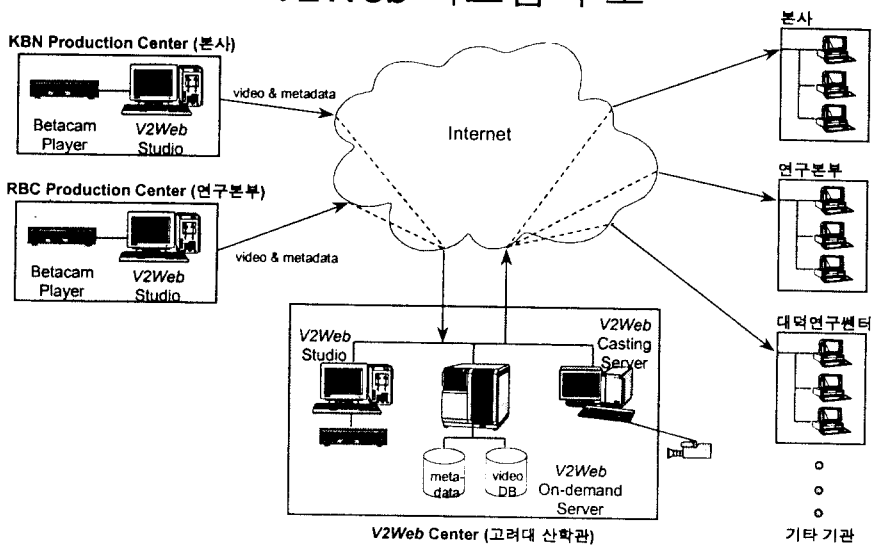 KBN Production Center (본사)
Betacam
Player
V2Web
Studio
video & metadata
RBC Production Center (연구본부)
Betacam
Player
V2Web
Studio
video & metadata
Internet
본사
연구본부
대덕연구쎈터
기타 기관
V2Web
Studio
V2Web
Casting
Server
meta-
data
video
DB
V2Web
On-demand
Server
V2Web Center (고려대 산학관)